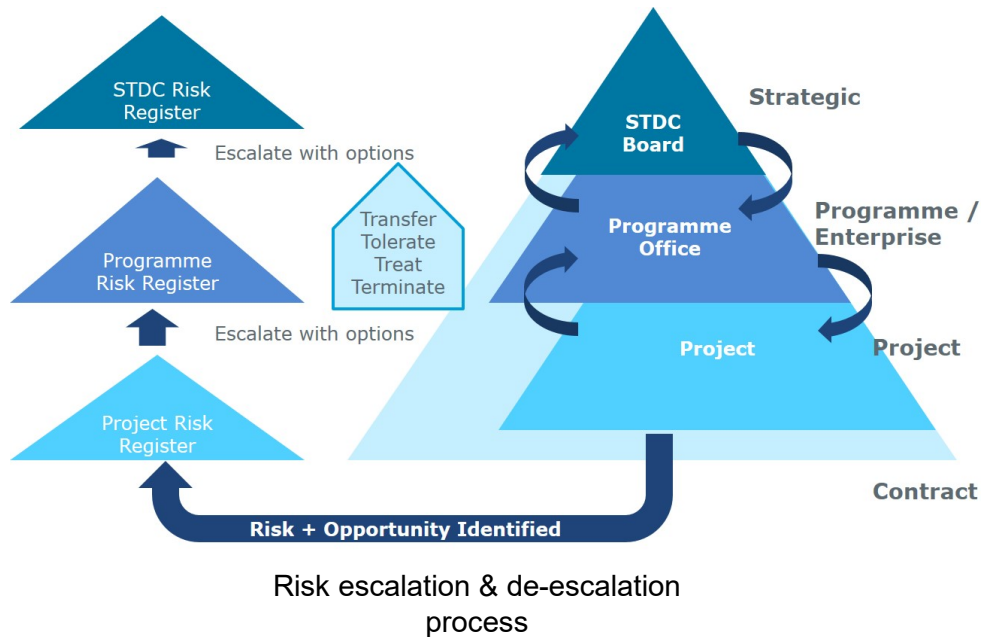 STDC Risk
Register
Escalate with options
Programme
Risk Register
Escalate with options
Project Risk
Register
Transfer
Tolerate
Treat
Terminate
STDC
Board
Programme
Office
Project
Strategic
Programme /
Enterprise
Project
Contract
Risk + Opportunity Identified
Risk escalation & de-escalation
process